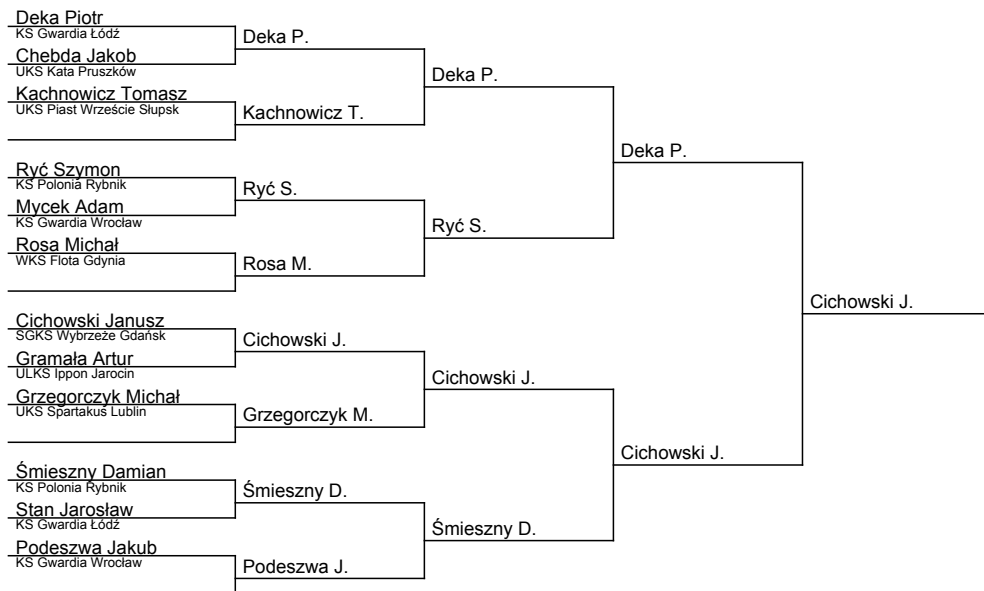 Deka Piotr
KS Gwardia Łódź
Chebda Jakob
UKS Kata Pruszków
Kachnowicz Tomasz
UKS Piast Wrzeście Słupsk
Ryć Szymon
KS Polonia Rybnik
Mycek Adam
KS Gwardia Wrocław
Rosa Michał
WKS Flota Gdynia
Cichowski Janusz
SGKS Wybrzeże Gdańsk
Gramała Artur
ULKS Ippon Jarocin
Grzegorczyk Michał
UKS Spartakus Lublin
Śmieszny Damian
KS Polonia Rybnik
Stan Jarosław
KS Gwardia Łódź
Podeszwa Jakub
KS Gwardia Wrocław
Deka P.
Kachnowicz T.
Ryć S.
Rosa M.
Cichowski J.
Grzegorczyk M.
Śmieszny D.
Podeszwa J.
Deka P.
Ryć S.
Cichowski J.
Śmieszny D.
Deka P.
Cichowski J.
Cichowski J.